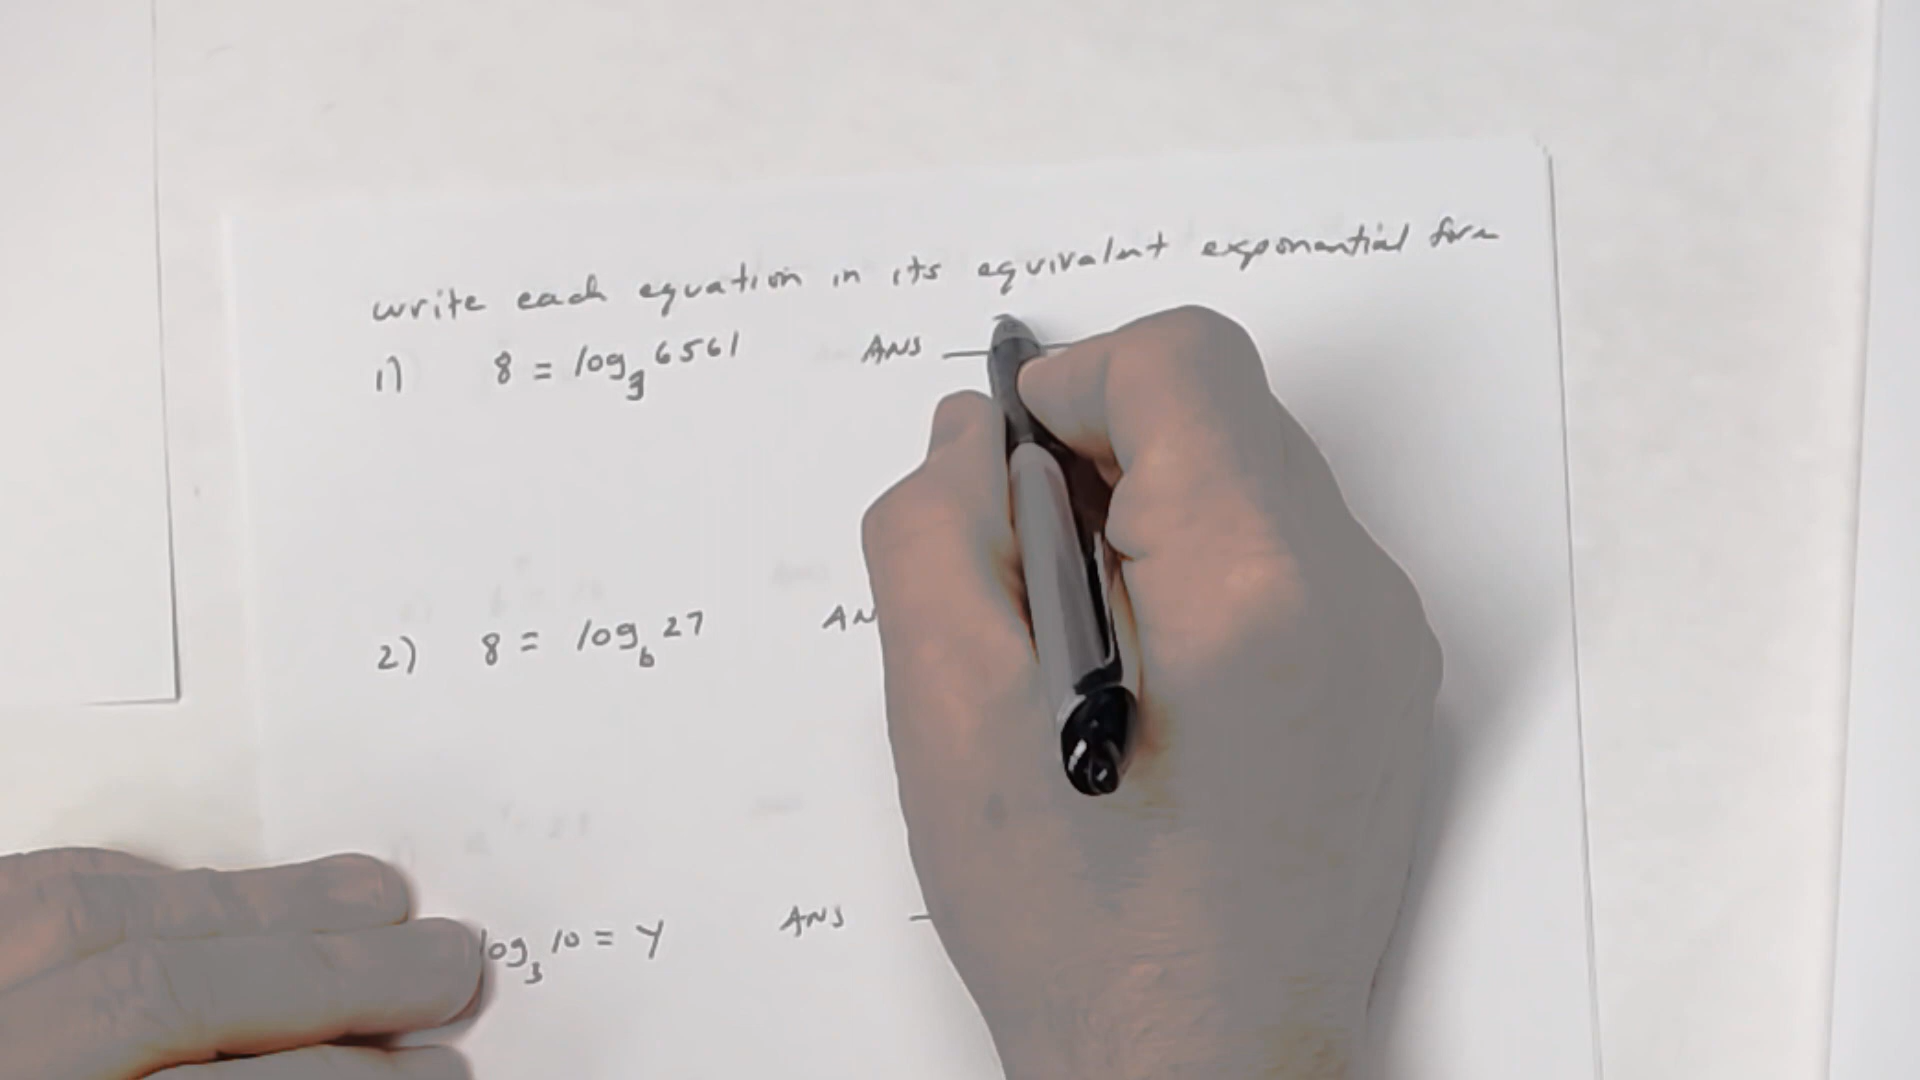 write each equation in its equivalent exponential form
1) 8 = log₃ 6561 ANS
2) 8 = log_b 27 AN
log₃ 10 = y ANS